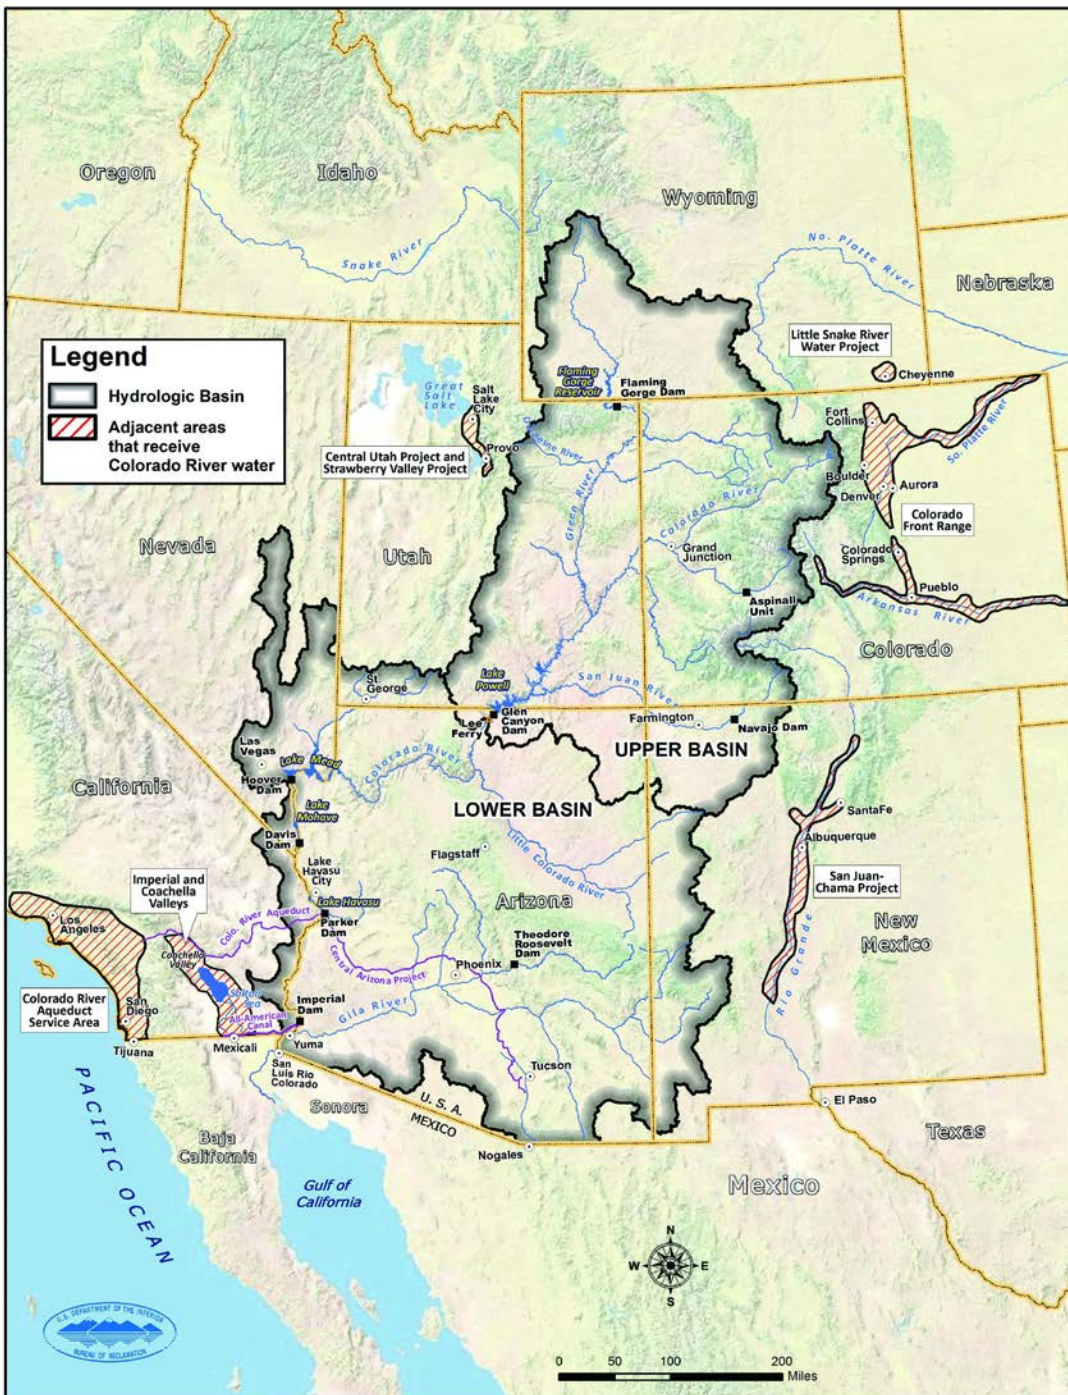 Oregon
Idaho
Wyoming
Nebraska
Snake River
No. Platte River
Legend
Hydrologic Basin
Adjacent areas
that receive
Colorado River water
Little Snake River
Water Project
Cheyenne
Flaming
Gorge
Reservoir
Flaming
Gorge Dam
Great
Salt
Lake
Salt
Lake
City
Provo
Central Utah Project and
Strawberry Valley Project
Fort
Collins
So. Platte River
Boulder
Denver
Aurora
Colorado
Front Range
Green River
Colorado River
Grand
Junction
Colorado
Springs
Pueblo
Arkansas River
Aspinall
Unit
Nevada
Utah
Colorado
St.
George
Lake
Powell
San Juan River
Lee
Ferry
Glen
Canyon
Dam
Farmington
Navajo Dam
UPPER BASIN
LOWER BASIN
Las
Vegas
Lake Mead
Colorado River
Hoover
Dam
California
Lake
Mohave
Davis
Dam
Flagstaff
Little Colorado River
SantaFe
Albuquerque
San Juan-
Chama Project
Lake
Havasu
City
Lake Havasu
Parker
Dam
Arizona
Theodore
Roosevelt
Dam
New
Mexico
Imperial and
Coachella
Valleys
Los
Angeles
Colo. River Aqueduct
Coachella
Valley
Central Arizona Project
Phoenix
Rio Grande
Colorado River
Aqueduct
Service Area
San
Diego
Salton
Sea
All-American
Canal
Imperial
Dam
Gila River
Tijuana
Mexicali
Yuma
San
Luis Rio
Colorado
Tucson
Sonora
U. S. A.
MEXICO
Nogales
El Paso
Texas
Baja
California
Mexico
PACIFIC OCEAN
Gulf of
California
N
W
E
S
U.S. DEPARTMENT OF THE INTERIOR
BUREAU OF RECLAMATION
0 50 100 200
Miles